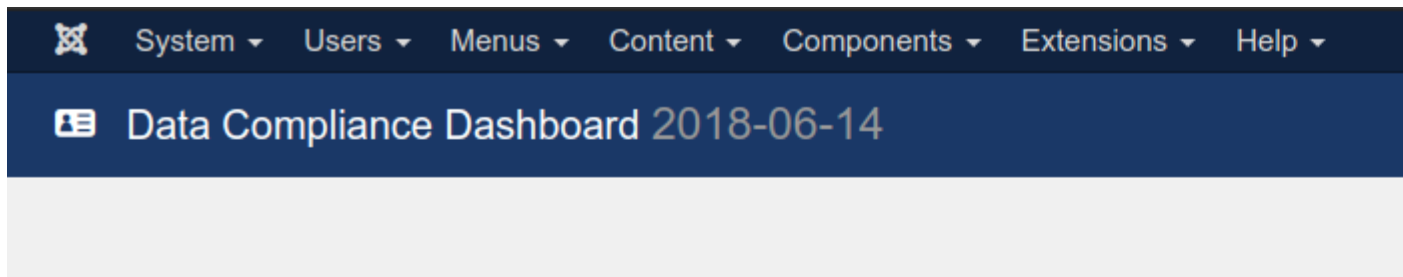 System Users Menus Content Components Extensions Help
Data Compliance Dashboard 2018-06-14